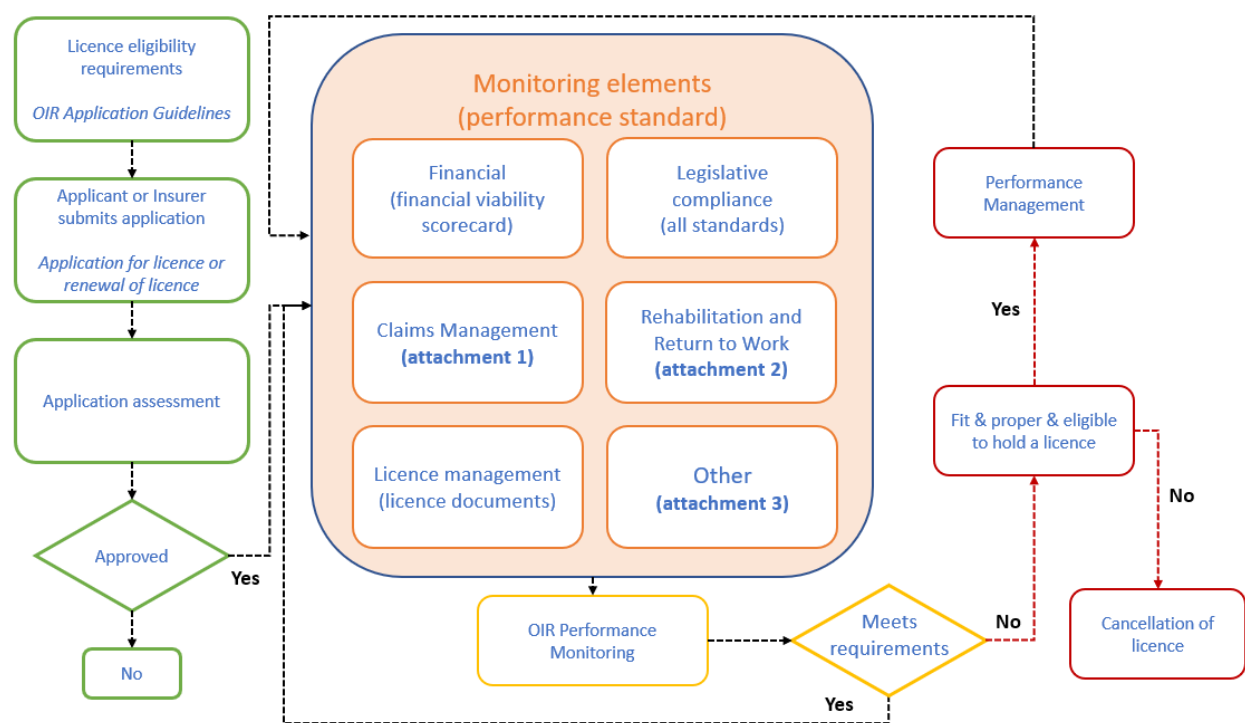 Licence eligibility
requirements
OIR Application Guidelines
Applicant or Insurer
submits application
Application for licence or
renewal of licence
Application assessment
Approved
Yes
No
Monitoring elements
(performance standard)
Financial
(financial viability
scorecard)
Legislative
compliance
(all standards)
Claims Management
(attachment 1)
Rehabilitation and
Return to Work
(attachment 2)
Licence management
(licence documents)
Other
(attachment 3)
OIR Performance
Monitoring
Meets
requirements
Yes
No
Fit & proper & eligible
to hold a licence
Yes
Performance
Management
No
Cancellation of
licence